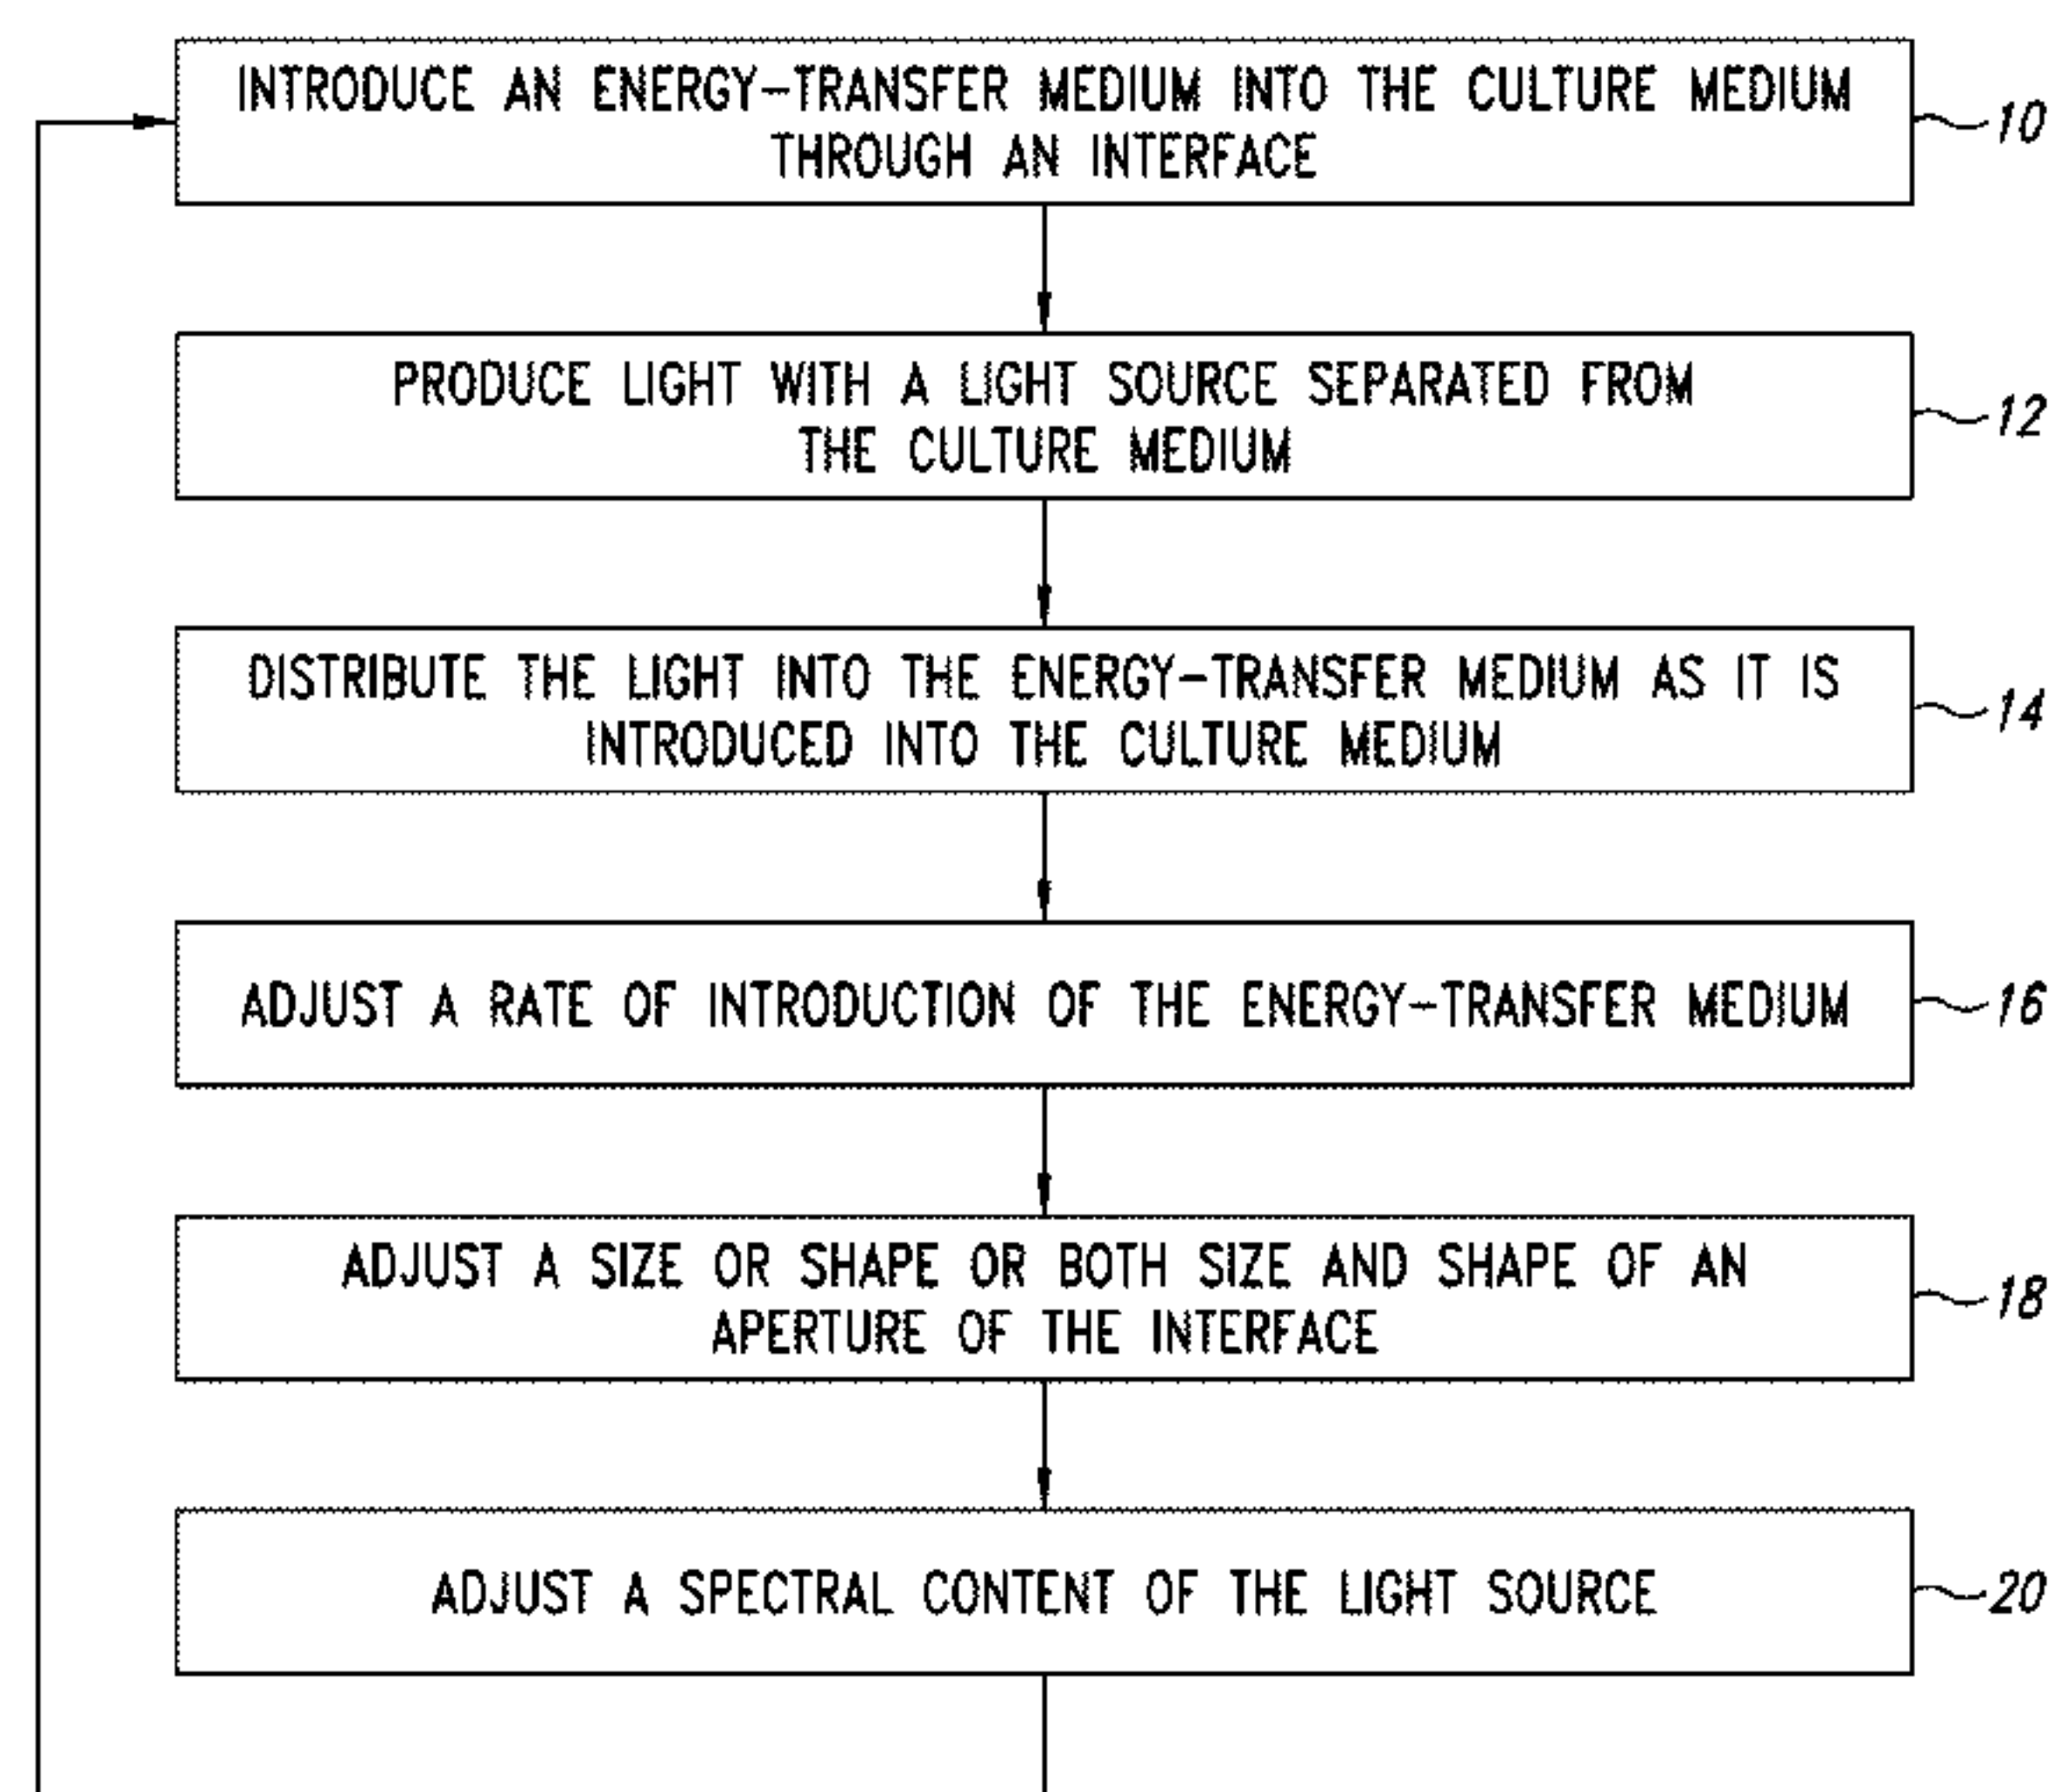 INTRODUCE AN ENERGY-TRANSFER MEDIUM INTO THE CULTURE MEDIUM
THROUGH AN INTERFACE
10
PRODUCE LIGHT WITH A LIGHT SOURCE SEPARATED FROM
THE CULTURE MEDIUM
12
DISTRIBUTE THE LIGHT INTO THE ENERGY-TRANSFER MEDIUM AS IT IS
INTRODUCED INTO THE CULTURE MEDIUM
14
ADJUST A RATE OF INTRODUCTION OF THE ENERGY-TRANSFER MEDIUM
16
ADJUST A SIZE OR SHAPE OR BOTH SIZE AND SHAPE OF AN
APERTURE OF THE INTERFACE
18
ADJUST A SPECTRAL CONTENT OF THE LIGHT SOURCE
20